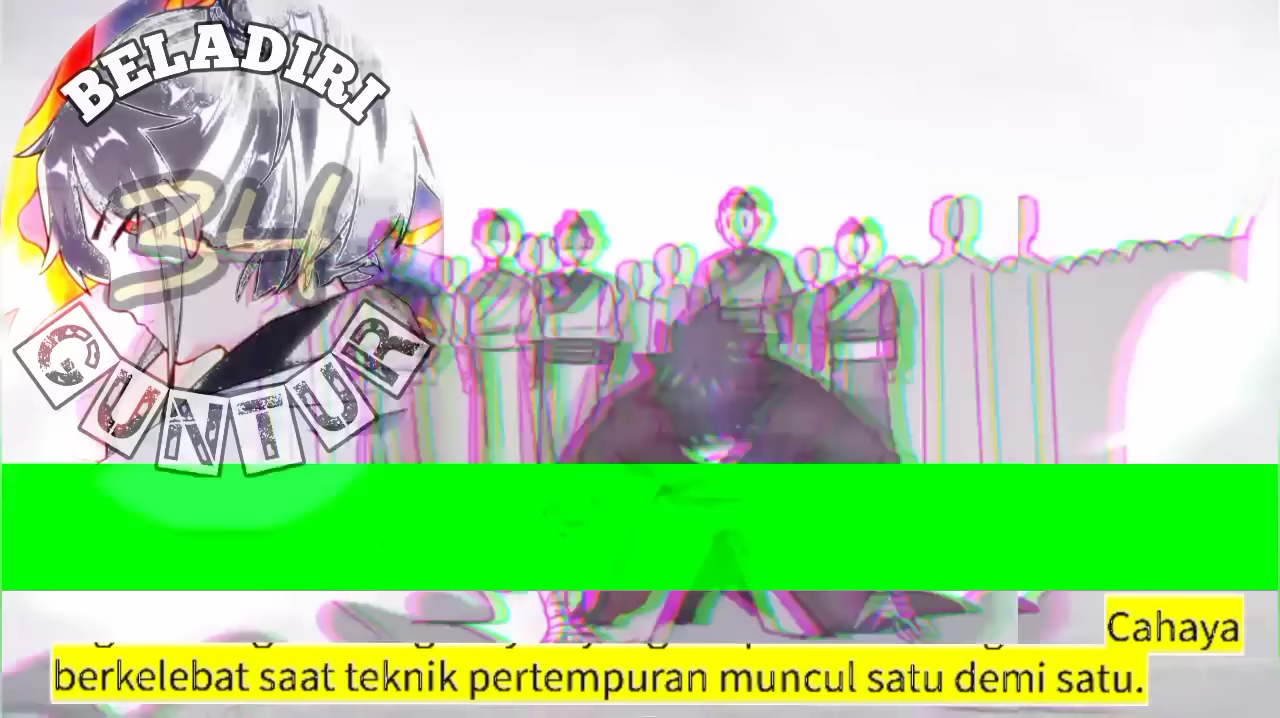 BELADIRI
34
GUNTUR
Cahaya
berkelebat saat teknik pertempuran muncul satu demi satu.